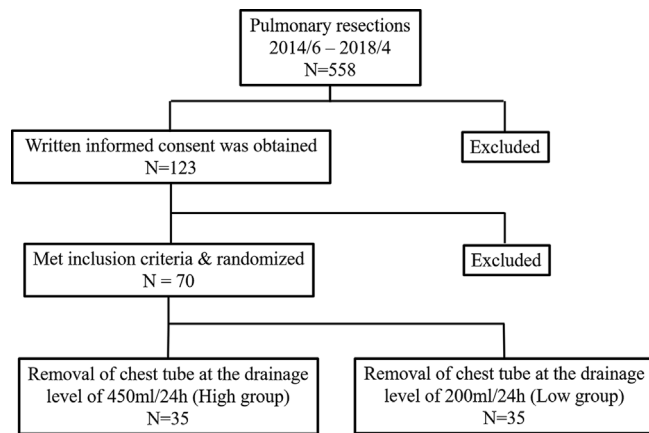 Pulmonary resections
2014/6 – 2018/4
N=558
Written informed consent was obtained
N=123
Excluded
Met inclusion criteria & randomized
N = 70
Excluded
Removal of chest tube at the drainage
level of 450ml/24h (High group)
N=35
Removal of chest tube at the drainage
level of 200ml/24h (Low group)
N=35